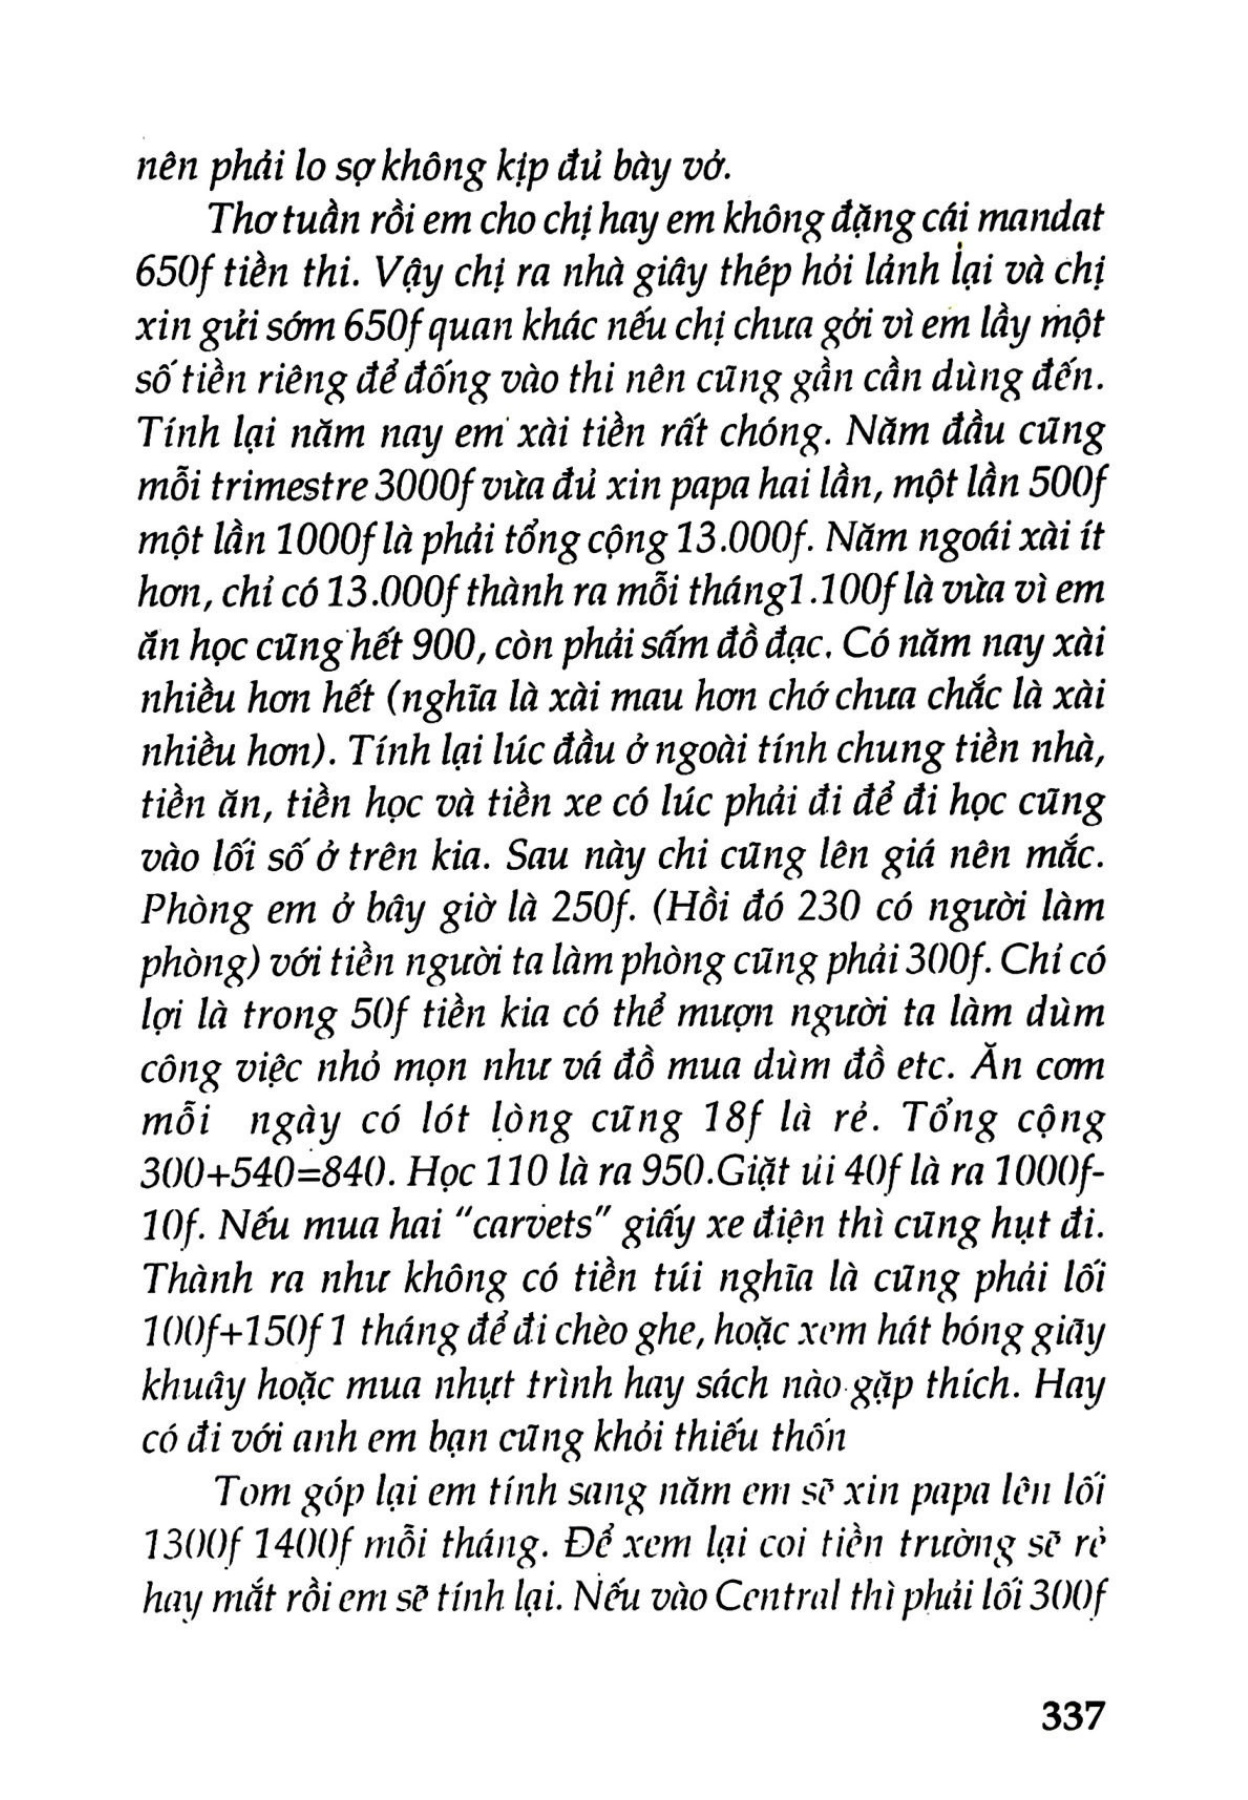 nên phải lo sợ không kịp đủ bày vở.
Thơ tuần rồi em cho chị hay em không đặng cái mandat
650f tiền thi. Vậy chị ra nhà giây thép hỏi lảnh lại và chị
xin gửi sớm 650f quan khác nếu chị chưa gởi vì em lầy một
số tiền riêng để đống vào thi nên cũng gần cần dùng đến.
Tính lại năm nay em xài tiền rất chóng. Năm đầu cũng
mỗi trimestre 3000f vừa đủ xin papa hai lần, một lần 500f
một lần 1000f là phải tổng cộng 13.000f. Năm ngoái xài ít
hơn, chỉ có 13.000f thành ra mỗi tháng1.100f là vừa vì em
ăn học cũng hết 900, còn phải sấm đồ đạc. Có năm nay xài
nhiều hơn hết (nghĩa là xài mau hơn chớ chưa chắc là xài
nhiều hơn). Tính lại lúc đầu ở ngoài tính chung tiền nhà,
tiền ăn, tiền học và tiền xe có lúc phải đi để đi học cũng
vào lối số ở trên kia. Sau này chi cũng lên giá nên mắc.
Phòng em ở bây giờ là 250f. (Hồi đó 230 có người làm
phòng) với tiền người ta làm phòng cũng phải 300f. Chỉ có
lợi là trong 50f tiền kia có thể mượn người ta làm dùm
công việc nhỏ mọn như vá đồ mua dùm đồ etc. Ăn cơm
mỗi ngày có lót lòng cũng 18f là rẻ. Tổng cộng
300+540=840. Học 110 là ra 950.Giặt ủi 40f là ra 1000f-
10f. Nếu mua hai "carvets" giấy xe điện thì cũng hụt đi.
Thành ra như không có tiền túi nghĩa là cũng phải lối
100f+150f 1 tháng để đi chèo ghe, hoặc xem hát bóng giãy
khuây hoặc mua nhựt trình hay sách nào gặp thích. Hay
có đi với anh em bạn cũng khỏi thiếu thốn
Tom góp lại em tính sang năm em sẽ xin papa lên lối
1300f 1400f mỗi tháng. Để xem lại coi tiền trường sẽ rẻ
hay mắt rồi em sẽ tính lại. Nếu vào Central thì phải lối 300f
337